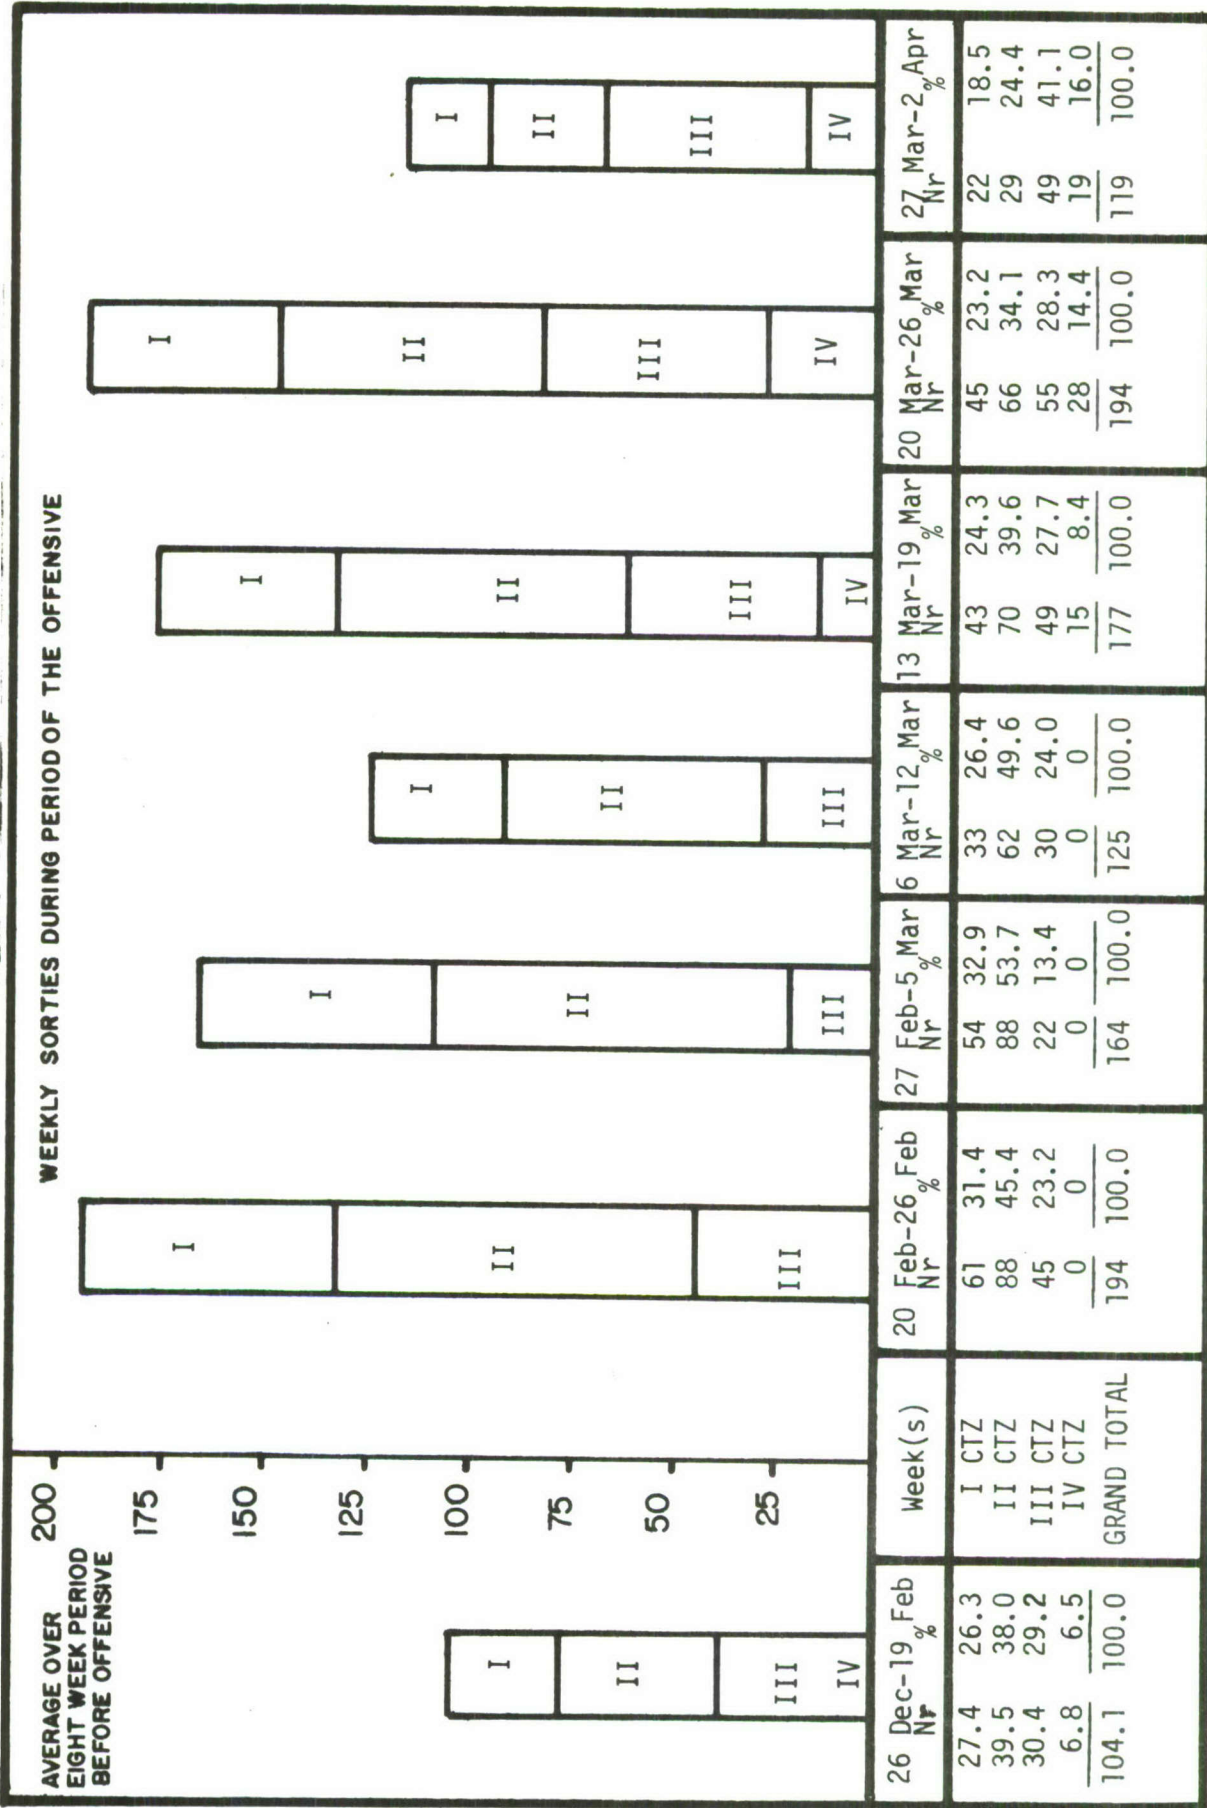 AVERAGE OVER
EIGHT WEEK PERIOD
BEFORE OFFENSIVE
WEEKLY SORTIES DURING PERIOD OF THE OFFENSIVE
200
175
150
125
100
75
50
25
I
II
III
IV
I
II
III
I
II
III
I
II
III
I
II
III
IV
I
II
III
IV
I
II
III
IV
26 Dec-19 Feb Week(s) 20 Feb-26 Feb 27 Feb-5 Mar 6 Mar-12 Mar 13 Mar-19 Mar 20 Mar-26 Mar 27 Mar-2 Apr
Nr % Nr % Nr % Nr % Nr % Nr % Nr %
27.4 26.3 I CTZ 61 31.4 54 32.9 33 26.4 43 24.3 45 23.2 22 18.5
39.5 38.0 II CTZ 88 45.4 88 53.7 62 49.6 70 39.6 66 34.1 29 24.4
30.4 29.2 III CTZ 45 23.2 22 13.4 30 24.0 49 27.7 55 28.3 49 41.1
6.8 6.5 IV CTZ 0 0 0 0 0 0 15 8.4 28 14.4 19 16.0
104.1 100.0 GRAND TOTAL 194 100.0 164 100.0 125 100.0 177 100.0 194 100.0 119 100.0